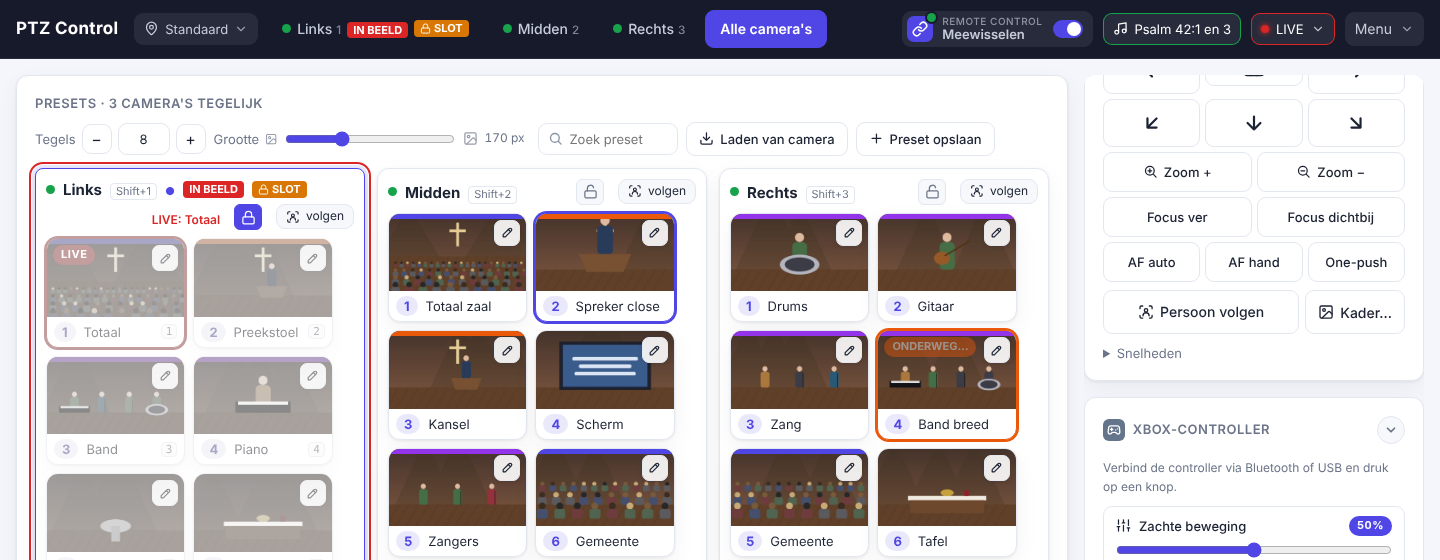 PTZ Control
Standaard
Links 1 IN BEELD SLOT
Midden 2
Rechts 3
Alle camera's
REMOTE CONTROL
Meewisselen
Psalm 42:1 en 3
LIVE
Menu
PRESETS · 3 CAMERA'S TEGELIJK
Tegels − 8 + Grootte 170 px
Zoek preset
Laden van camera
+ Preset opslaan
Links Shift+1 IN BEELD SLOT
LIVE: Totaal volgen
LIVE
1 Totaal 1
2 Preekstoel 2
3 Band 3
4 Piano 4
Midden Shift+2 volgen
1 Totaal zaal
2 Spreker close
3 Kansel
4 Scherm
5 Zangers
6 Gemeente
Rechts Shift+3 volgen
1 Drums
2 Gitaar
ONDERWEG...
3 Zang
4 Band breed
5 Gemeente
6 Tafel
Zoom +
Zoom −
Focus ver
Focus dichtbij
AF auto
AF hand
One-push
Persoon volgen
Kader...
Snelheden
XBOX-CONTROLLER
Verbind de controller via Bluetooth of USB en druk
op een knop.
Zachte beweging 50%